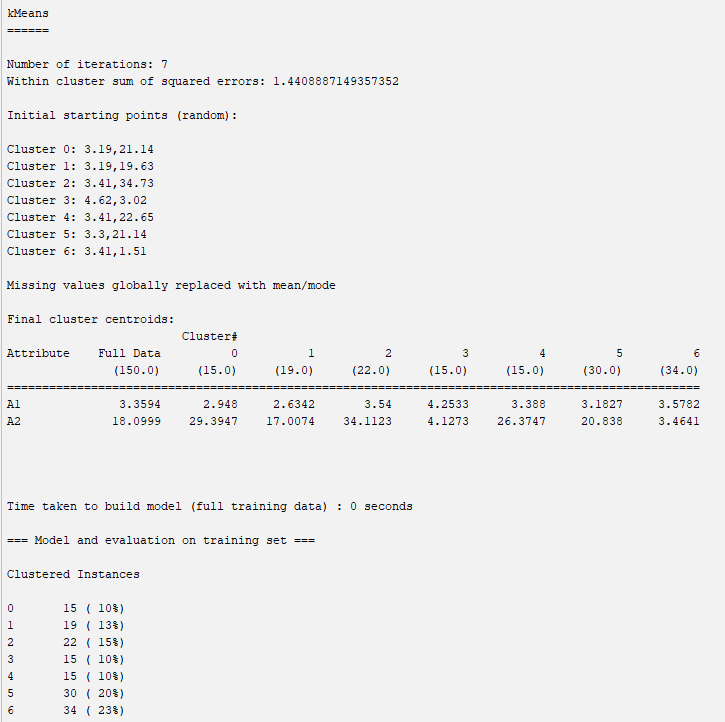 kMeans
======
Number of iterations: 7
Within cluster sum of squared errors: 1.4408887149357352
Initial starting points (random):
Cluster 0: 3.19,21.14
Cluster 1: 3.19,19.63
Cluster 2: 3.41,34.73
Cluster 3: 4.62,3.02
Cluster 4: 3.41,22.65
Cluster 5: 3.3,21.14
Cluster 6: 3.41,1.51
Missing values globally replaced with mean/mode
Final cluster centroids:
                         Cluster#
Attribute    Full Data          0          1          2          3          4          5          6
               (150.0)     (15.0)     (19.0)     (22.0)     (15.0)     (15.0)     (30.0)     (34.0)
===================================================================================================
A1              3.3594      2.948     2.6342       3.54     4.2533      3.388     3.1827     3.5782
A2             18.0999    29.3947    17.0074    34.1123     4.1273    26.3747     20.838     3.4641
Time taken to build model (full training data) : 0 seconds
=== Model and evaluation on training set ===
Clustered Instances
0       15 ( 10%)
1       19 ( 13%)
2       22 ( 15%)
3       15 ( 10%)
4       15 ( 10%)
5       30 ( 20%)
6       34 ( 23%)